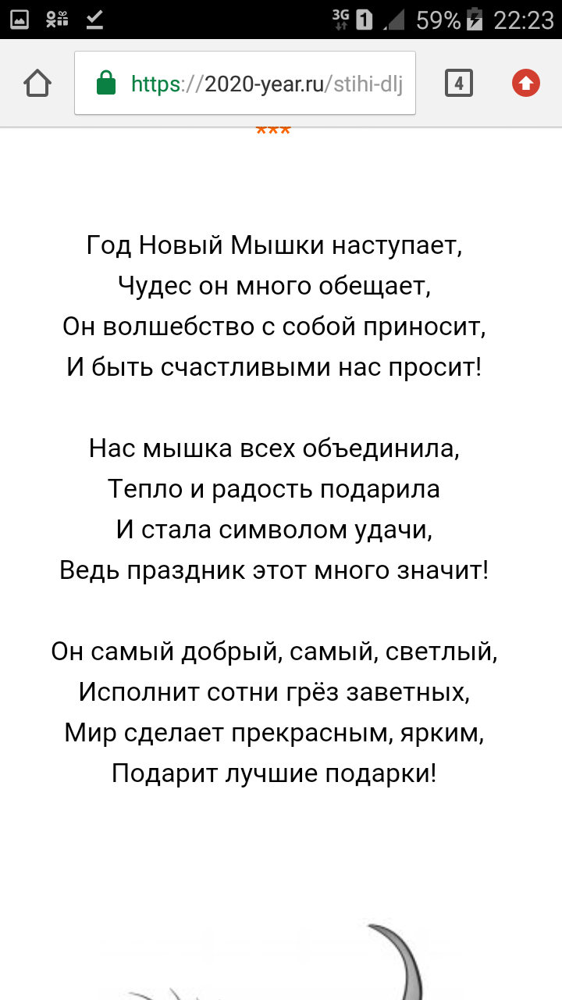 3G 1 59% 22:23
https://2020-year.ru/stihi-dlj
4
***
Год Новый Мышки наступает,
Чудес он много обещает,
Он волшебство с собой приносит,
И быть счастливыми нас просит!
Нас мышка всех объединила,
Тепло и радость подарила
И стала символом удачи,
Ведь праздник этот много значит!
Он самый добрый, самый, светлый,
Исполнит сотни грёз заветных,
Мир сделает прекрасным, ярким,
Подарит лучшие подарки!